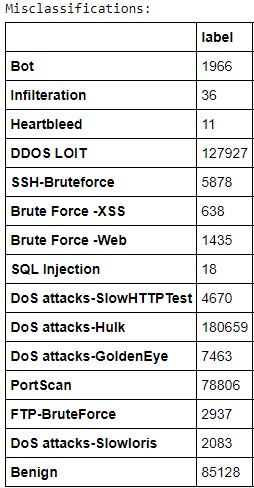 Misclassifications:
label
Bot 1966
Infilteration 36
Heartbleed 11
DDOS LOIT 127927
SSH-Bruteforce 5878
Brute Force -XSS 638
Brute Force -Web 1435
SQL Injection 18
DoS attacks-SlowHTTPTest 4670
DoS attacks-Hulk 180659
DoS attacks-GoldenEye 7463
PortScan 78806
FTP-BruteForce 2937
DoS attacks-Slowloris 2083
Benign 85128